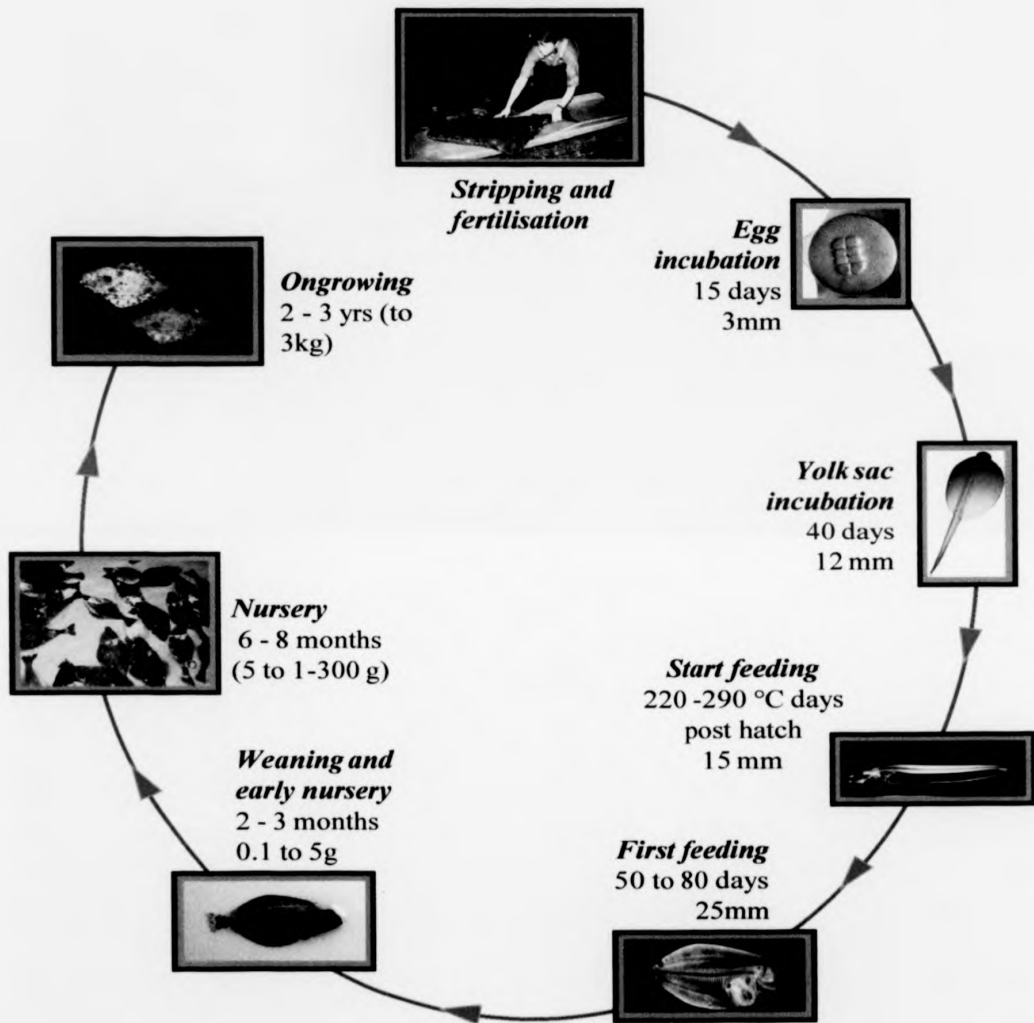 Stripping and
fertilisation
Egg
incubation
15 days
3mm
Yolk sac
incubation
40 days
12 mm
Start feeding
220 -290 °C days
post hatch
15 mm
First feeding
50 to 80 days
25mm
Weaning and
early nursery
2 - 3 months
0.1 to 5g
Nursery
6 - 8 months
(5 to 1-300 g)
Ongrowing
2 - 3 yrs (to
3kg)